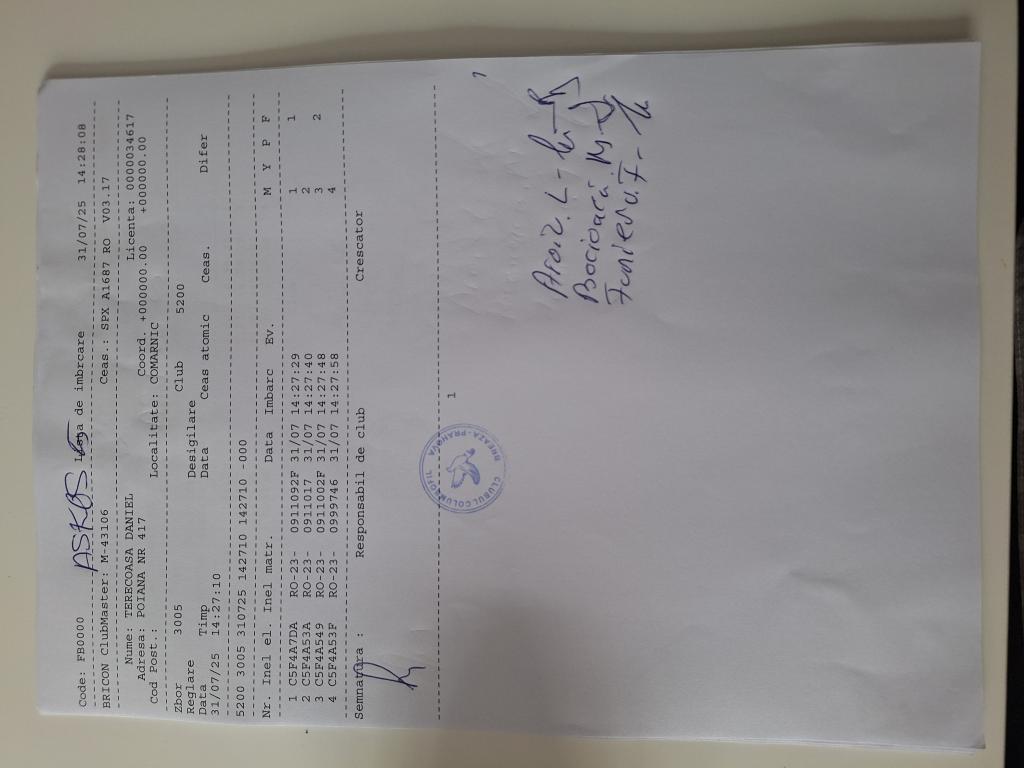 Code: FB0000 Lista de imbrcare 31/07/25 14:28:08
BRICON ClubMaster: M-43106 Ceas.: SPX A1687 RO V03.17
Nume: TERECOASA DANIEL Licenta: 0000034617
Adresa: POIANA NR 417 Coord. +000000.00 +000000.00
Cod Post.: Localitate: COMARNIC
Zbor 3005 Club 5200
Reglare Desigilare
Data Timp Data Ceas atomic Ceas. Difer
31/07/25 14:27:10
5200 3005 310725 142710 142710 -000
Nr. Inel el. Inel matr. Data Imbarc Ev. M Y P F
1 C5F4A7DA RO-23- 0911092F 31/07 14:27:29 1 1
2 C5F4A53A RO-23- 0911017 31/07 14:27:40 2
3 C5F4A549 RO-23- 0911002F 31/07 14:27:48 3 2
4 C5F4A53F RO-23- 0999746 31/07 14:27:58 4
Semnatura : Responsabil de club Crescator
1
CLUBUL COLUMBOFIL
BREAZA-PRAHOVA
Bocioacă M.